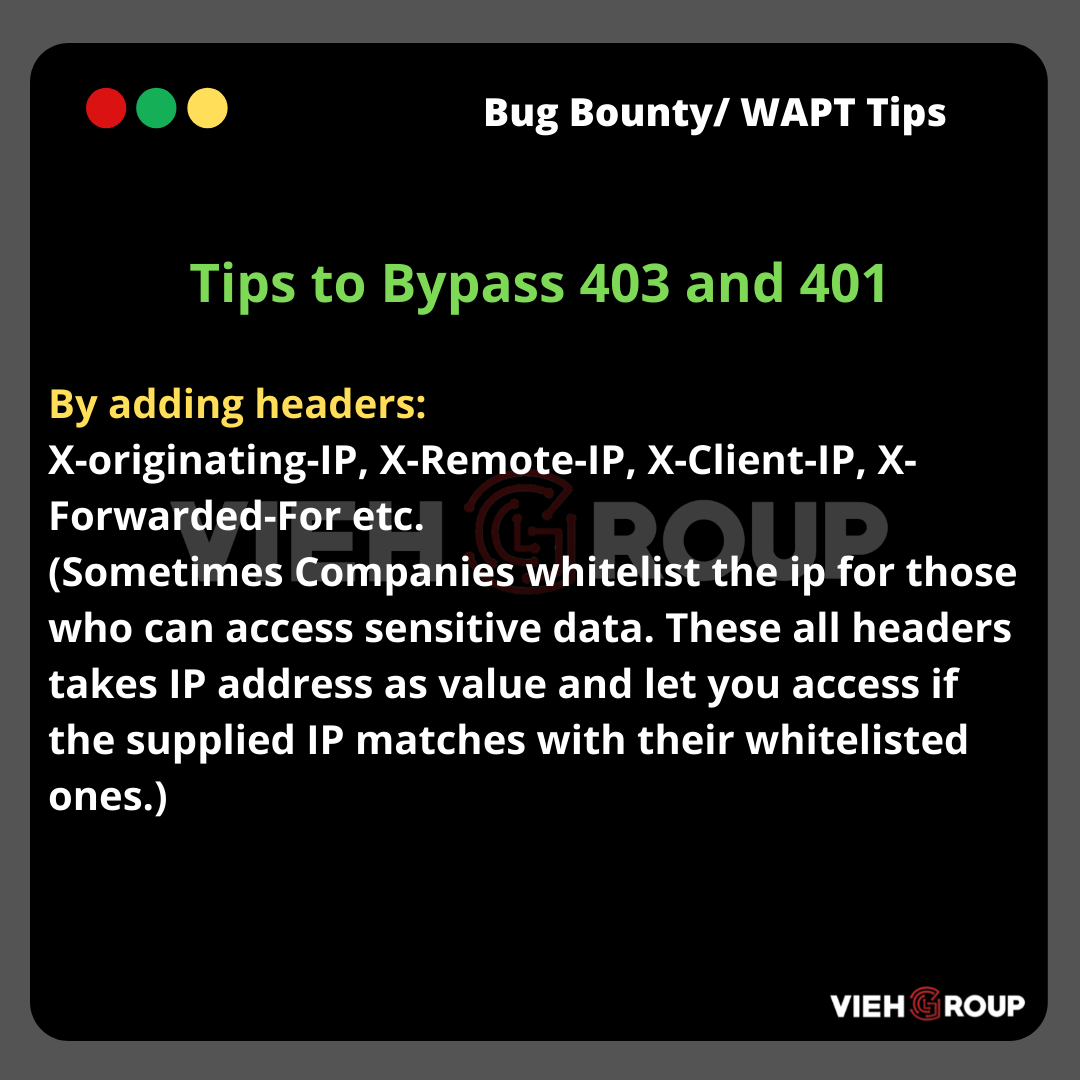 Bug Bounty/ WAPT Tips
Tips to Bypass 403 and 401
By adding headers:
X-originating-IP, X-Remote-IP, X-Client-IP, X-
Forwarded-For etc.
(Sometimes Companies whitelist the ip for those
who can access sensitive data. These all headers
takes IP address as value and let you access if
the supplied IP matches with their whitelisted
ones.)
VIEH GROUP
VIEH GROUP